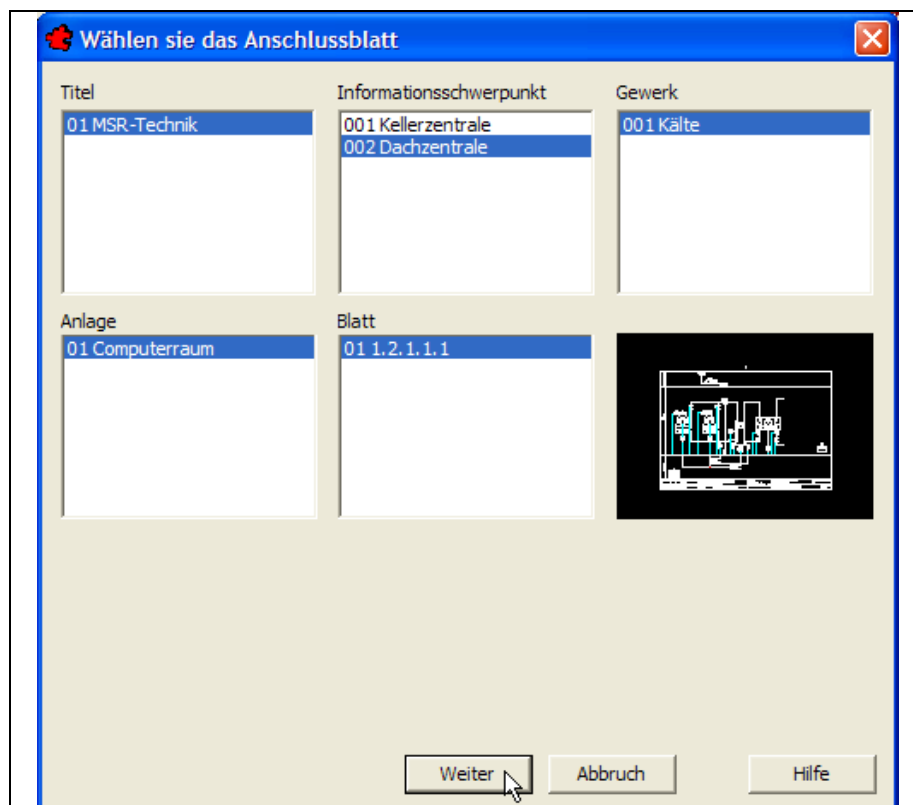 Wählen sie das Anschlussblatt
Titel
Informationsschwerpunkt
Gewerk
01 MSR-Technik
001 Kellerzentrale
002 Dachzentrale
001 Kälte
Anlage
Blatt
01 Computerraum
01 1.2.1.1.1
Weiter
Abbruch
Hilfe